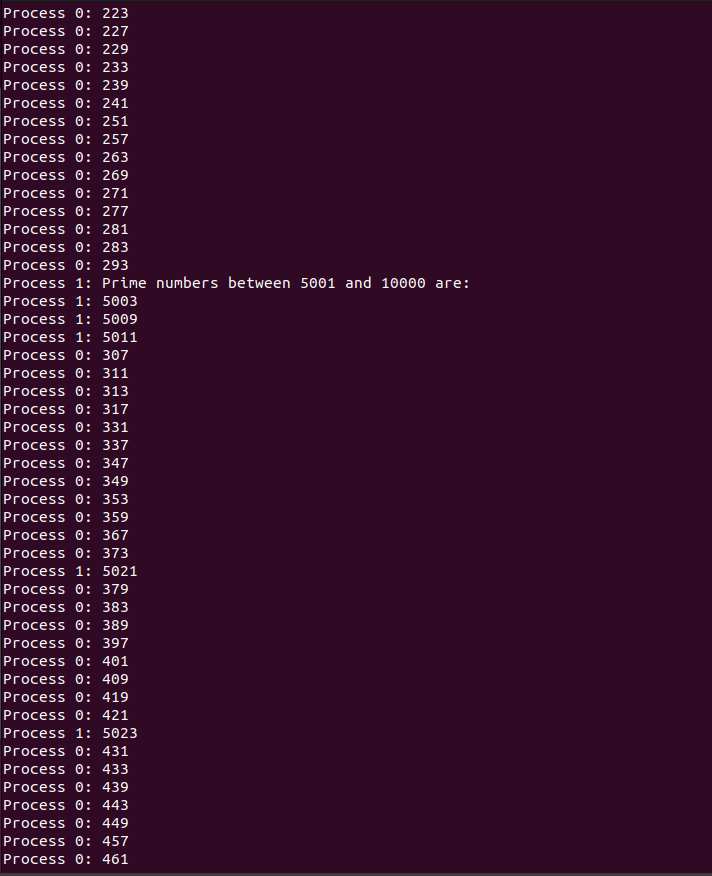 Process 0: 223
Process 0: 227
Process 0: 229
Process 0: 233
Process 0: 239
Process 0: 241
Process 0: 251
Process 0: 257
Process 0: 263
Process 0: 269
Process 0: 271
Process 0: 277
Process 0: 281
Process 0: 283
Process 0: 293
Process 1: Prime numbers between 5001 and 10000 are:
Process 1: 5003
Process 1: 5009
Process 1: 5011
Process 0: 307
Process 0: 311
Process 0: 313
Process 0: 317
Process 0: 331
Process 0: 337
Process 0: 347
Process 0: 349
Process 0: 353
Process 0: 359
Process 0: 367
Process 0: 373
Process 1: 5021
Process 0: 379
Process 0: 383
Process 0: 389
Process 0: 397
Process 0: 401
Process 0: 409
Process 0: 419
Process 0: 421
Process 1: 5023
Process 0: 431
Process 0: 433
Process 0: 439
Process 0: 443
Process 0: 449
Process 0: 457
Process 0: 461